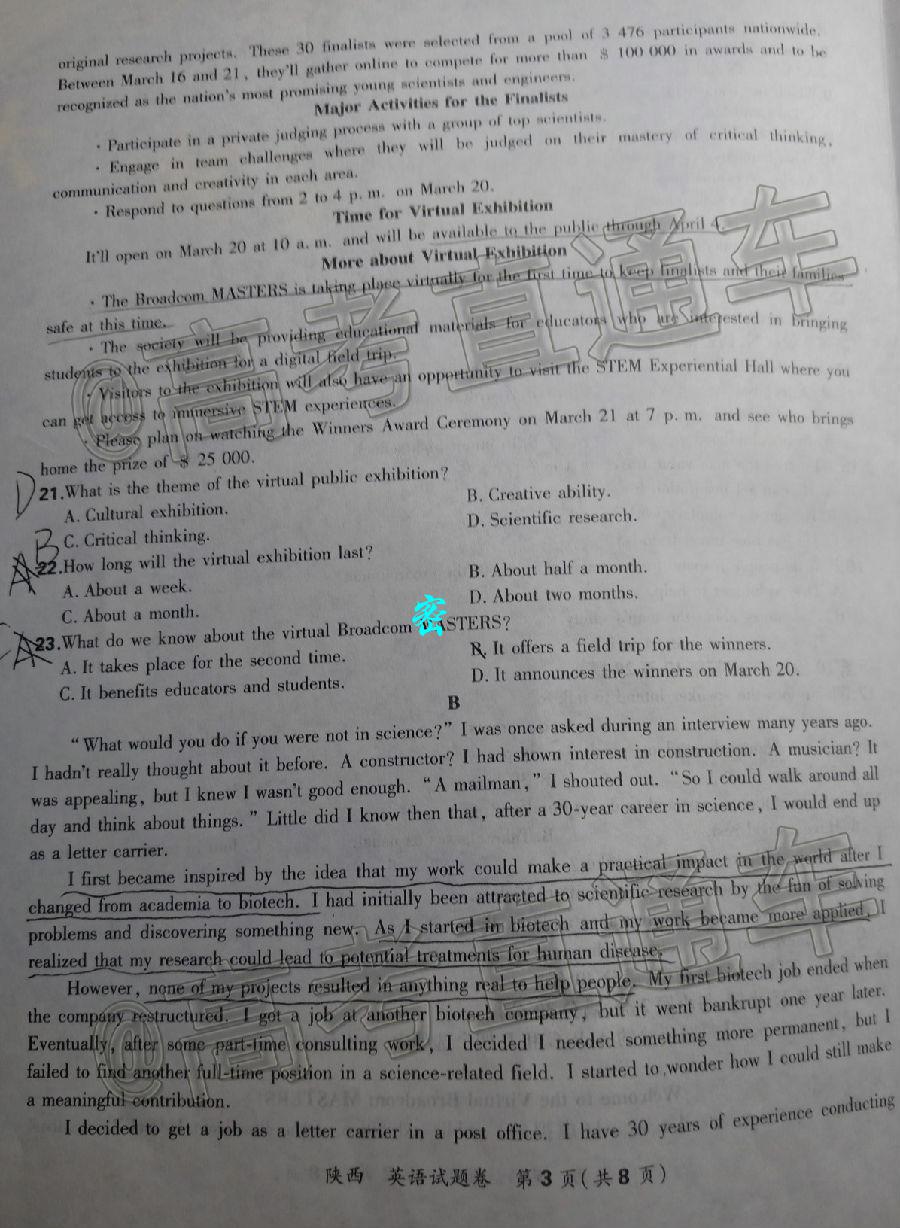 original research projects. These 30 finalists were selected from a pool of 3 476 participants nationwide.
Between March 16 and 21, they'll gather online to compete for more than $ 100 000 in awards and to be
recognized as the nation's most promising young scientists and engineers.
Major Activities for the Finalists
· Participate in a private judging process with a group of top scientists.
· Engage in team challenges where they will be judged on their mastery of critical thinking,
communication and creativity in each area.
· Respond to questions from 2 to 4 p. m. on March 20.
Time for Virtual Exhibition
It'll open on March 20 at 10 a. m. and will be available to the public through April 4.
More about Virtual Exhibition
· The Broadcom MASTERS is taking place virtually for the first time to keep finalists and their families
safe at this time.
· The society will be providing educational materials for educators who are interested in bringing
students to the exhibition for a digital field trip.
· Visitors to the exhibition will also have an opportunity to visit the STEM Experiential Hall where you
can get access to immersive STEM experiences.
· Please plan on watching the Winners Award Ceremony on March 21 at 7 p. m. and see who brings
home the prize of $ 25 000.
D
21.What is the theme of the virtual public exhibition?
A. Cultural exhibition.
B. Creative ability.
C. Critical thinking.
D. Scientific research.
B
A
22.How long will the virtual exhibition last?
A. About a week.
B. About half a month.
C. About a month.
D. About two months.
密
A
23.What do we know about the virtual Broadcom MASTERS?
A. It takes place for the second time.
B. It offers a field trip for the winners.
C. It benefits educators and students.
D. It announces the winners on March 20.
B
"What would you do if you were not in science?" I was once asked during an interview many years ago.
I hadn't really thought about it before. A constructor? I had shown interest in construction. A musician? It
was appealing, but I knew I wasn't good enough. "A mailman," I shouted out. "So I could walk around all
day and think about things." Little did I know then that, after a 30-year career in science, I would end up
as a letter carrier.
I first became inspired by the idea that my work could make a practical impact in the world after I
changed from academia to biotech. I had initially been attracted to scientific research by the fun of solving
problems and discovering something new. As I started in biotech and my work became more applied, I
realized that my research could lead to potential treatments for human disease.
However, none of my projects resulted in anything real to help people. My first biotech job ended when
the company restructured. I got a job at another biotech company, but it went bankrupt one year later.
Eventually, after some part-time consulting work, I decided I needed something more permanent, but I
failed to find another full-time position in a science-related field. I started to wonder how I could still make
a meaningful contribution.
I decided to get a job as a letter carrier in a post office. I have 30 years of experience conducting
陕西 英语试题卷 第3页(共8页)
@高考直通车
@高考直通车